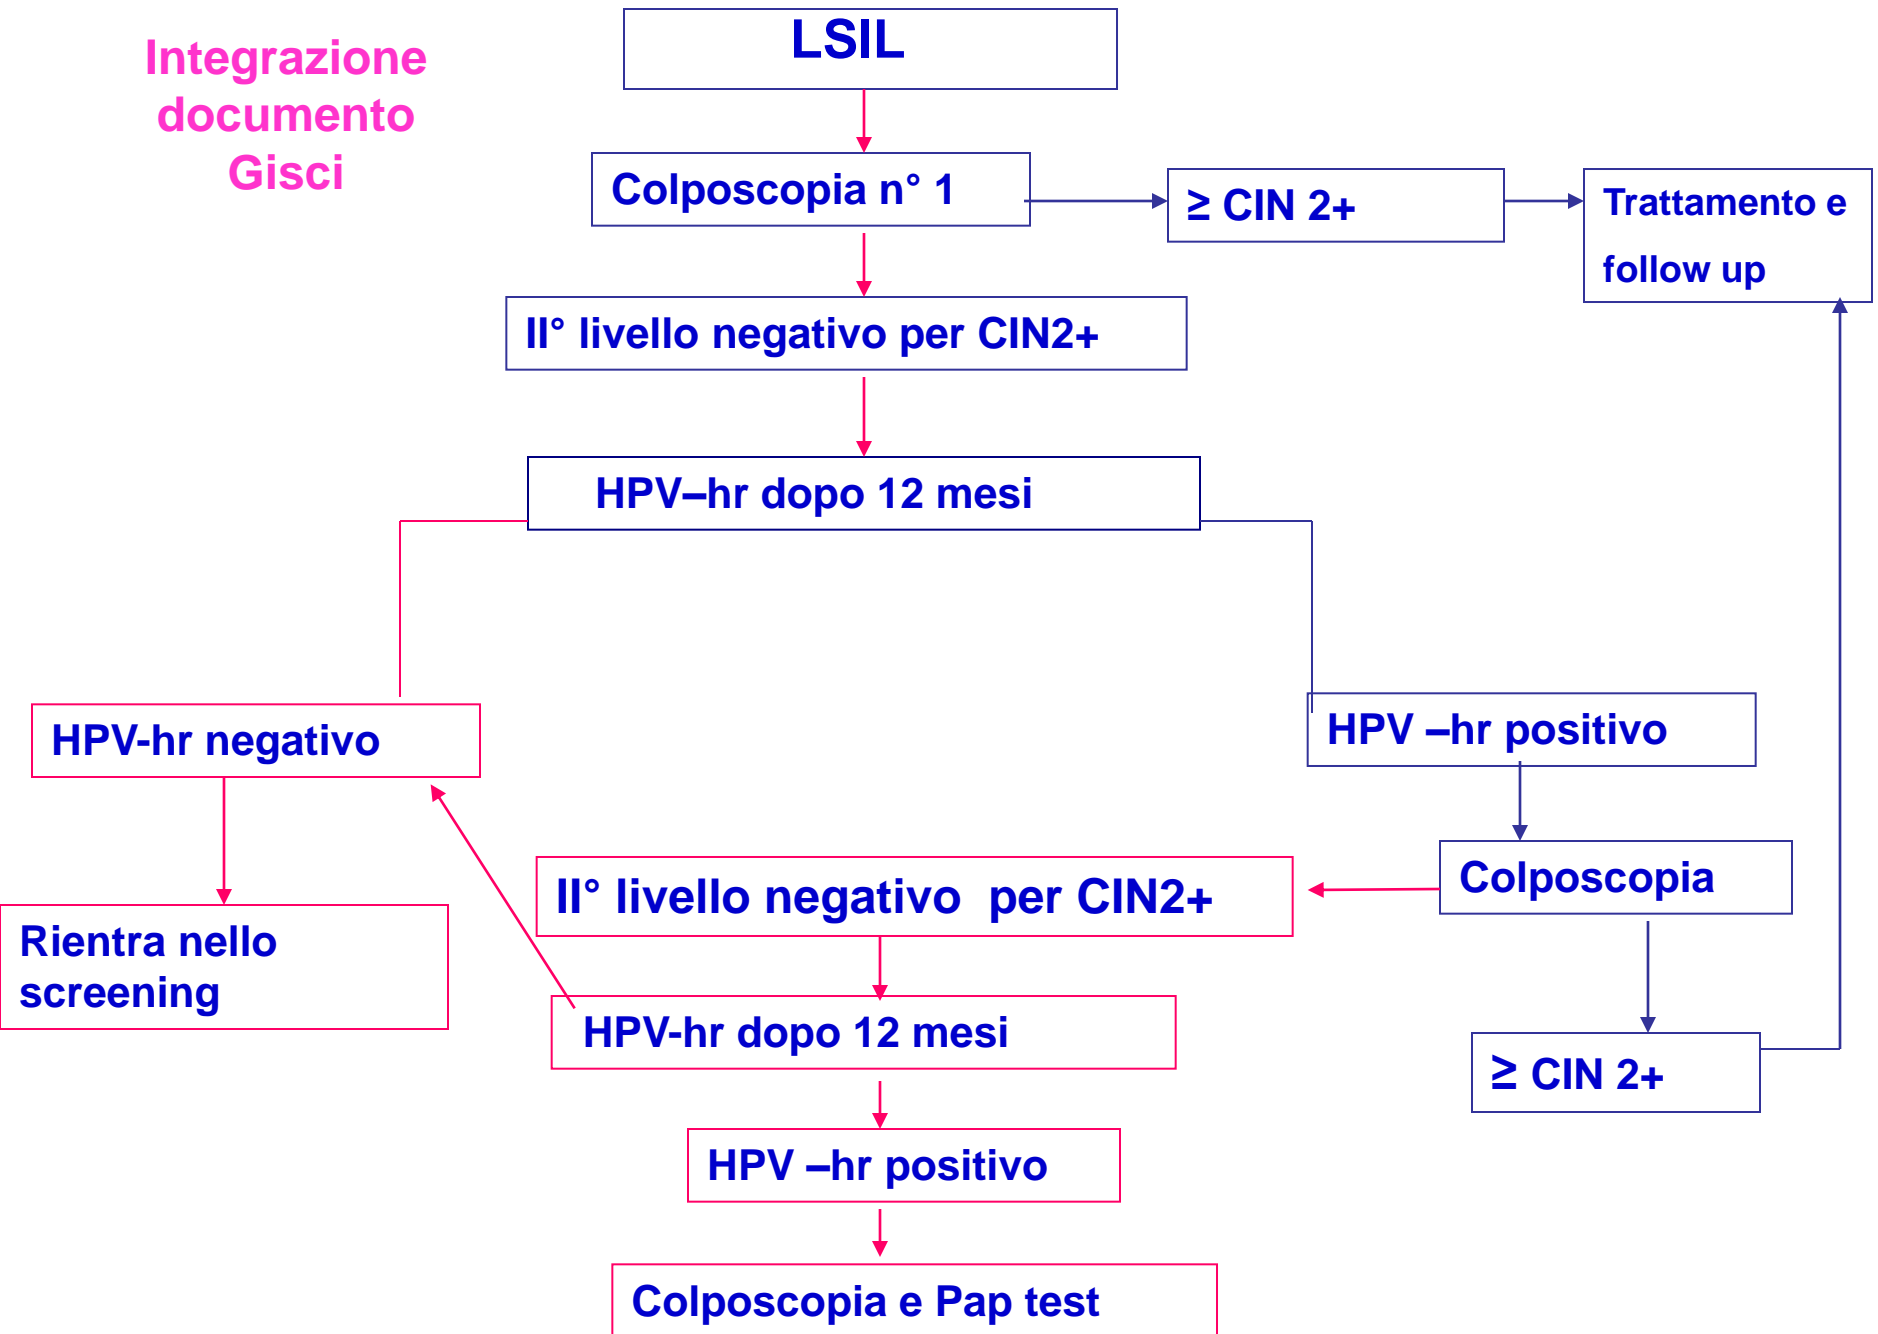 Integrazione
documento
Gisci
LSIL
Colposcopia n° 1
≥ CIN 2+
Trattamento e
follow up
II° livello negativo per CIN2+
HPV–hr dopo 12 mesi
HPV-hr negativo
HPV –hr positivo
Colposcopia
II° livello negativo  per CIN2+
Rientra nello
screening
HPV-hr dopo 12 mesi
≥ CIN 2+
HPV –hr positivo
Colposcopia e Pap test